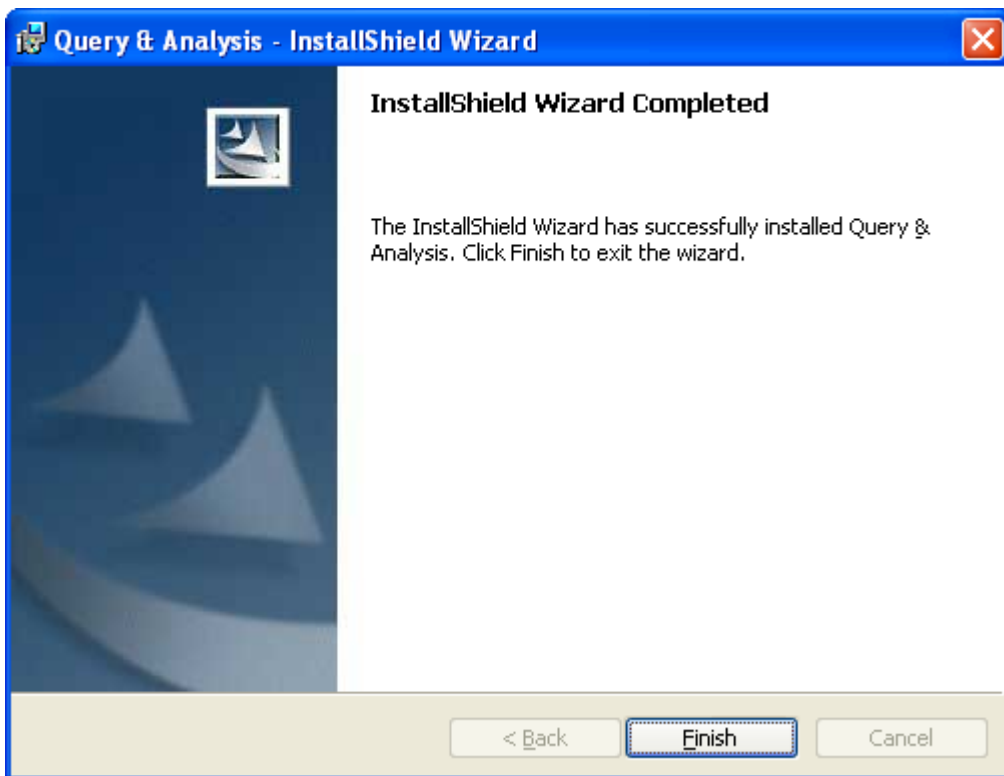 Query & Analysis - InstallShield Wizard
InstallShield Wizard Completed
The InstallShield Wizard has successfully installed Query &
Analysis. Click Finish to exit the wizard.
< Back
Finish
Cancel